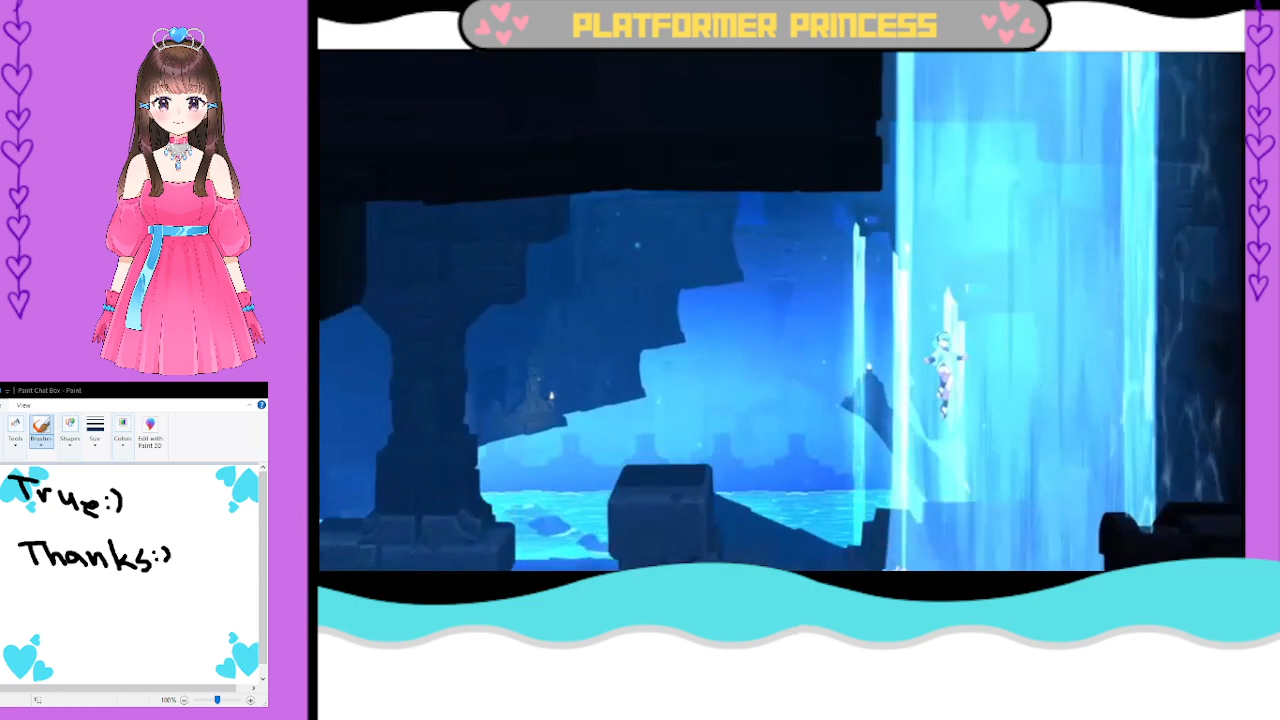 PLATFORMER PRINCESS
Paint Chat Box - Paint
View
Tools
Brushes
Shapes
Size
Colors
Edit with
Paint 3D
True:)
Thanks:)
100%